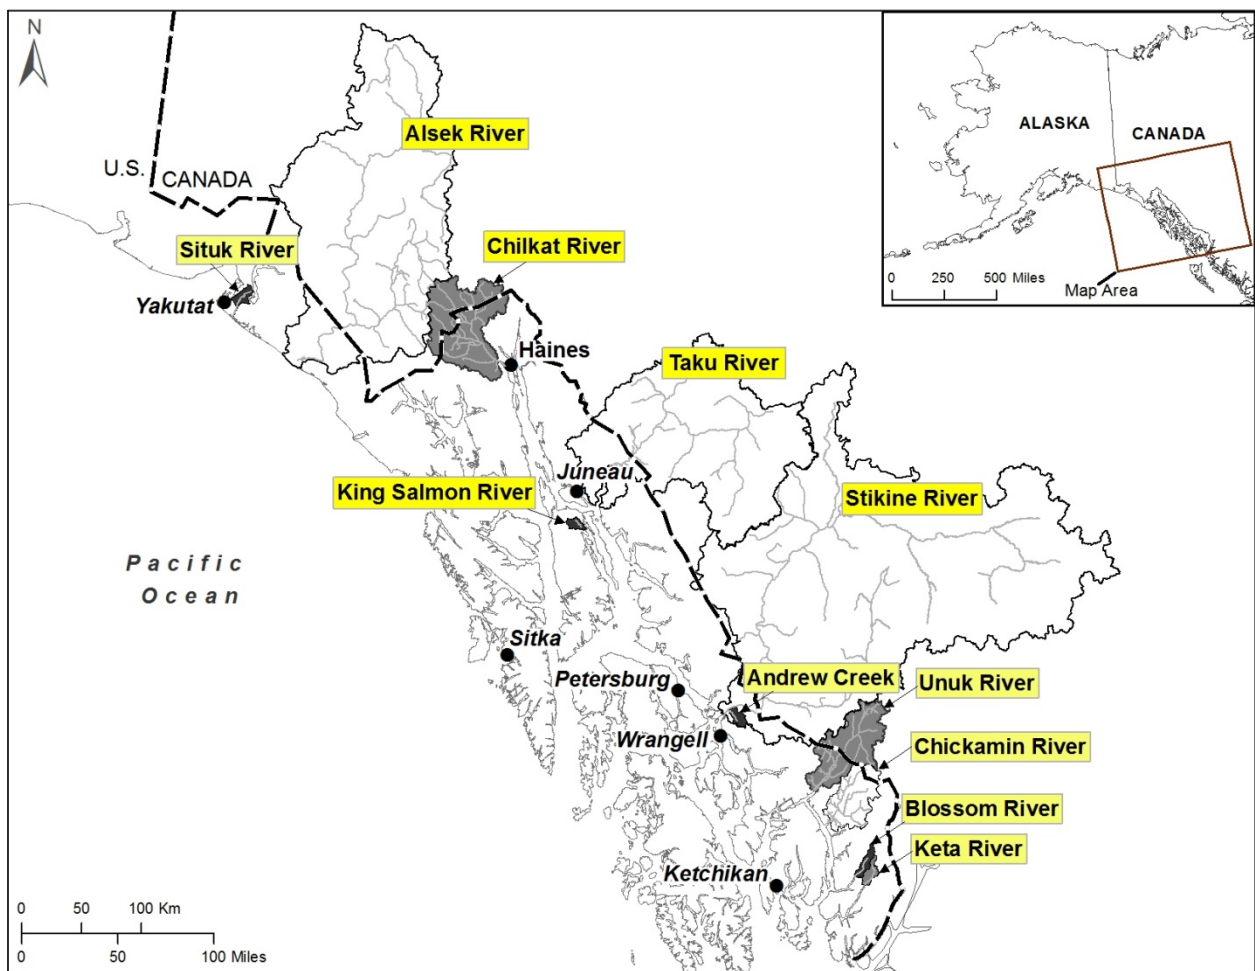 N
Alsek River
U.S.
CANADA
Situk River
Chilkat River
Yakutat
Haines
Taku River
Juneau
King Salmon River
Stikine River
Pacific
Ocean
Sitka
Petersburg
Andrew Creek
Unuk River
Wrangell
Chickamin River
Blossom River
Keta River
Ketchikan
0 50 100 Km
0 50 100 Miles
ALASKA
CANADA
0 250 500 Miles
Map Area